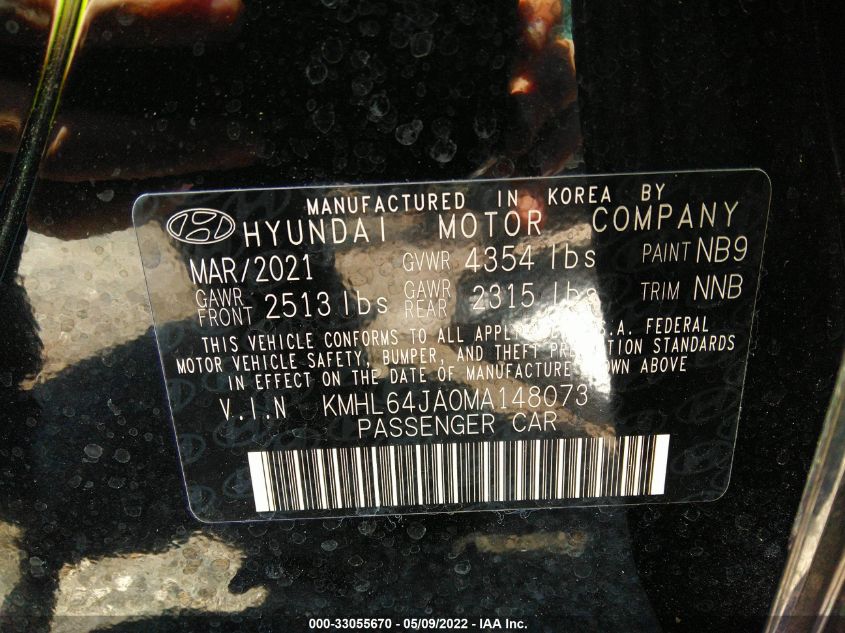 MANUFACTURED IN KOREA BY
HYUNDAI MOTOR COMPANY
MAR/2021 GVWR 4354 lbs PAINT NB9
GAWR FRONT 2513 lbs GAWR REAR 2315 lbs TRIM NNB
THIS VEHICLE CONFORMS TO ALL .A. FEDERAL
MOTOR VEHICLE SAFETY, BUMPER, AND THEFT STANDARDS
IN EFFECT ON THE DATE OF MANUFACTURE ABOVE
V.I.N KMHL64JA0MA148073
PASSENGER CAR
000-33055670 - 05/09/2022 - IAA Inc.